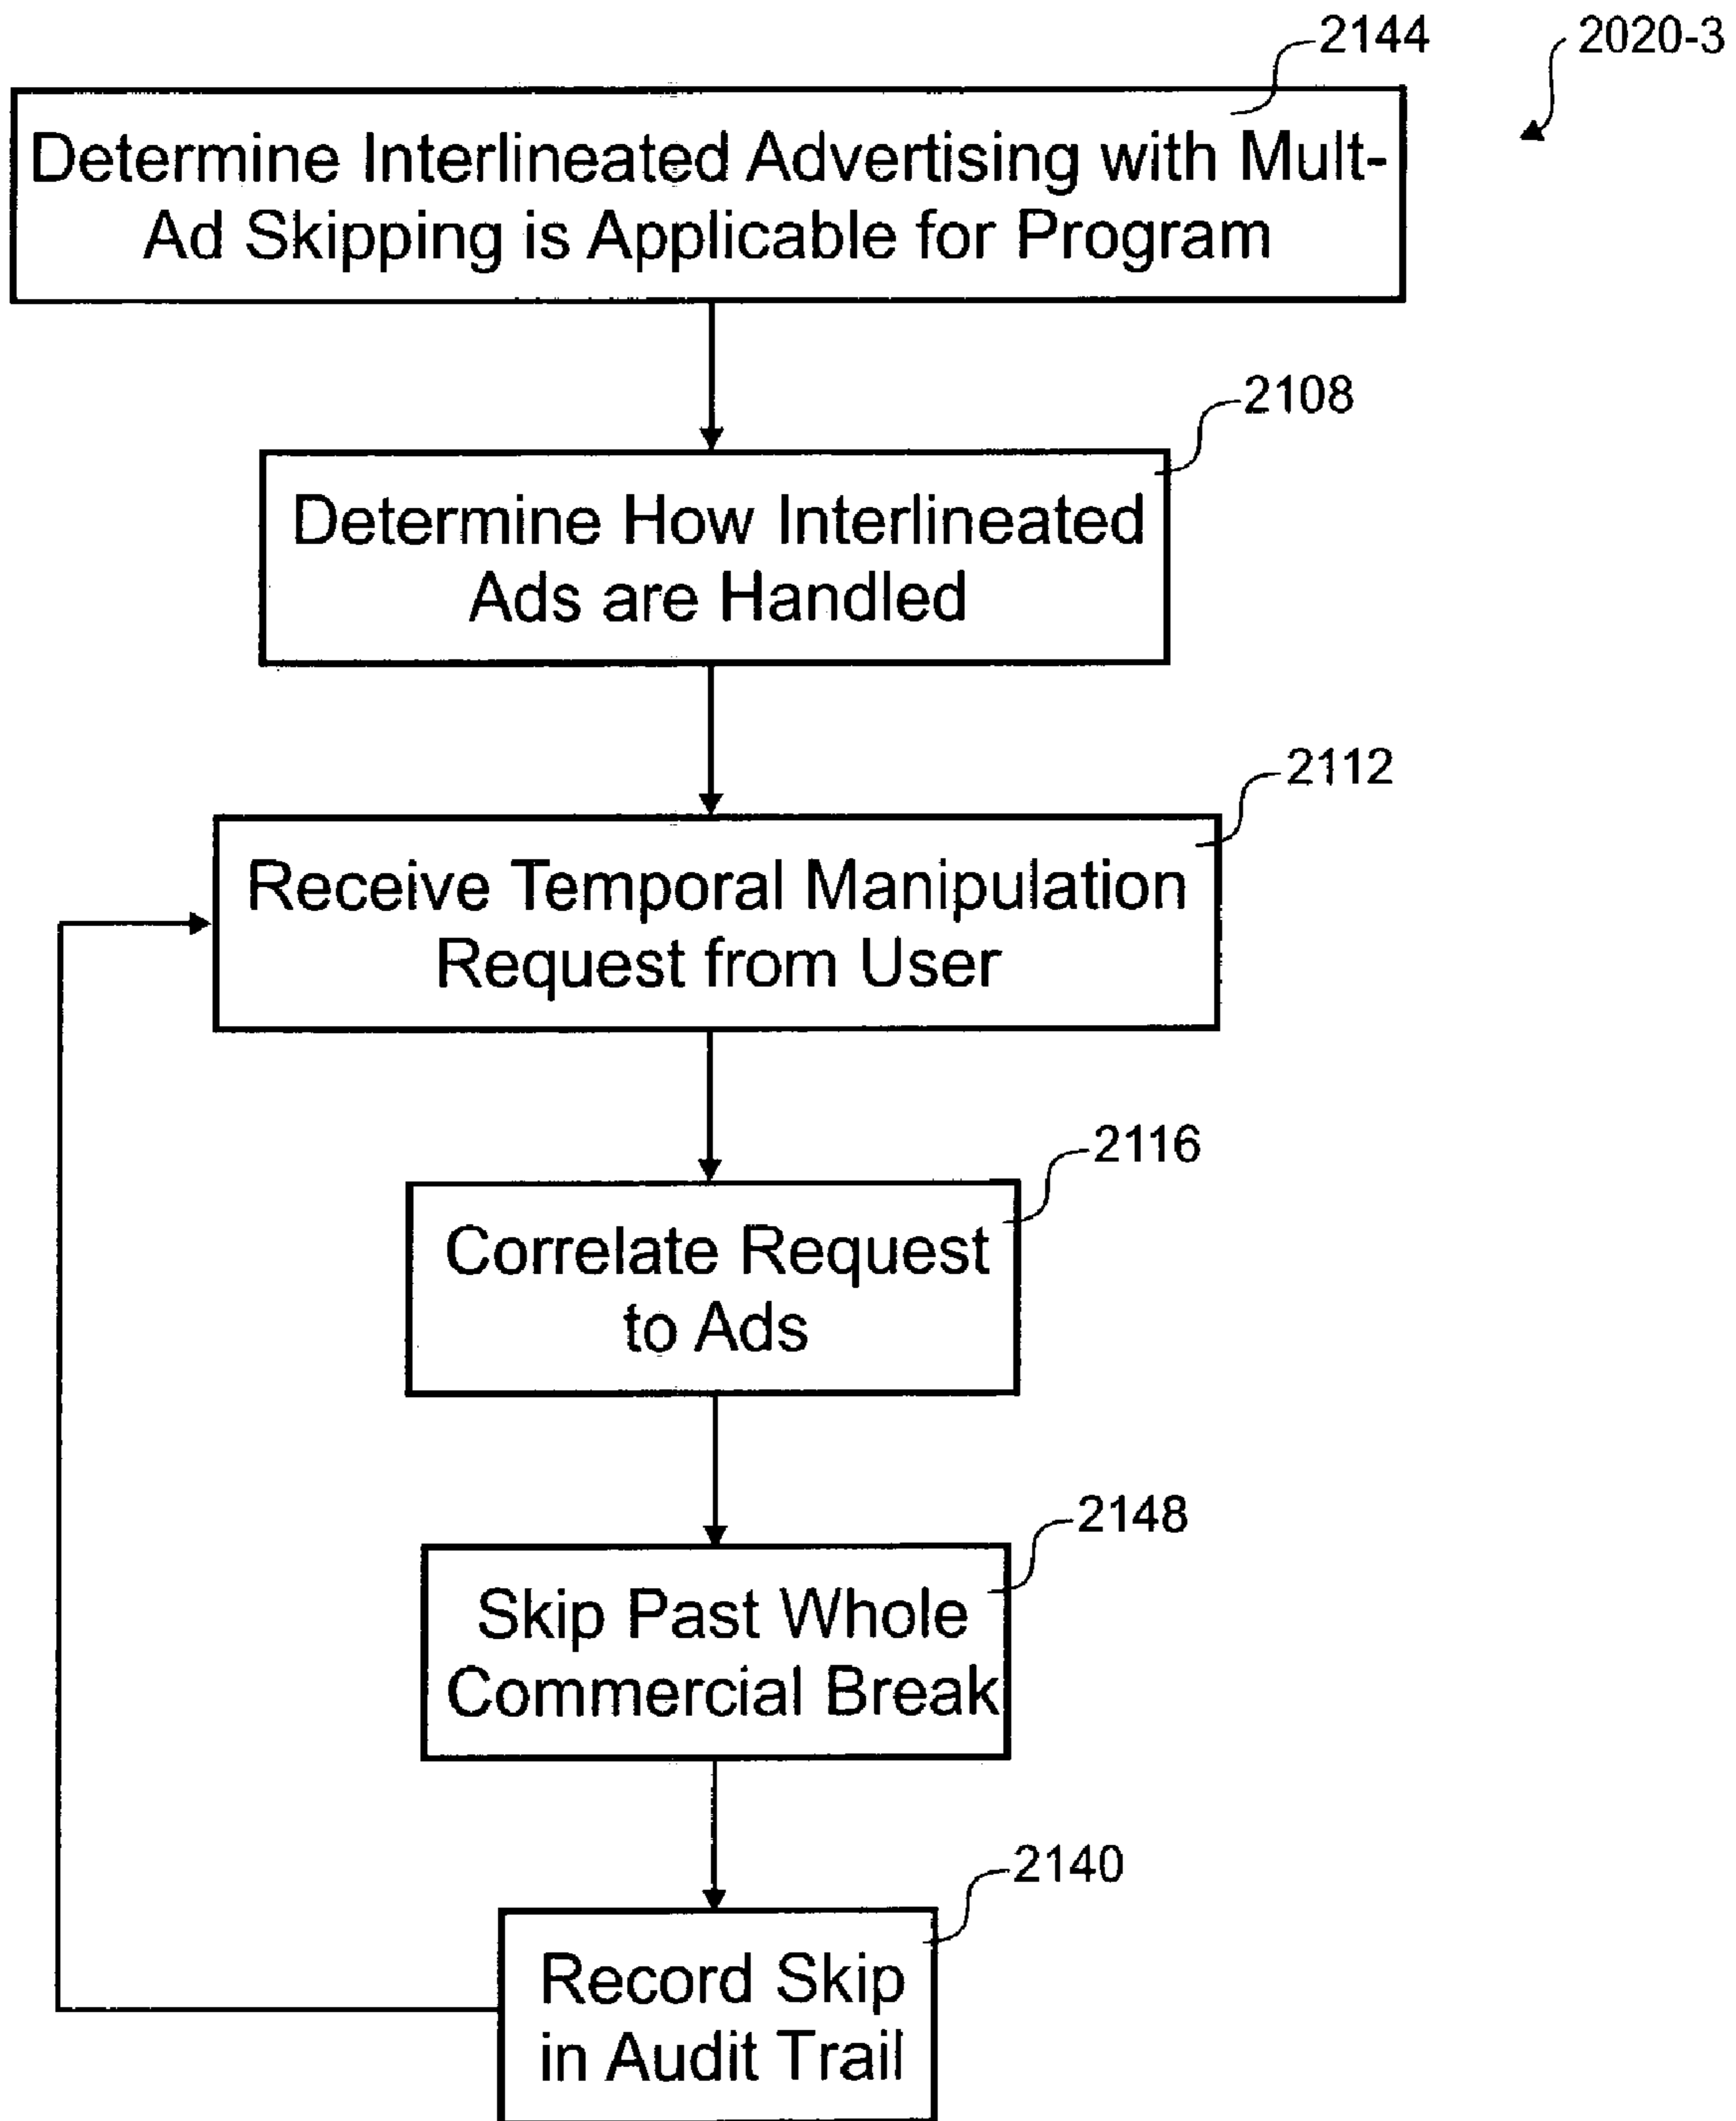 2144
2020-3
Determine Interlineated Advertising with Mult-
Ad Skipping is Applicable for Program
2108
Determine How Interlineated
Ads are Handled
2112
Receive Temporal Manipulation
Request from User
2116
Correlate Request
to Ads
2148
Skip Past Whole
Commercial Break
2140
Record Skip
in Audit Trail